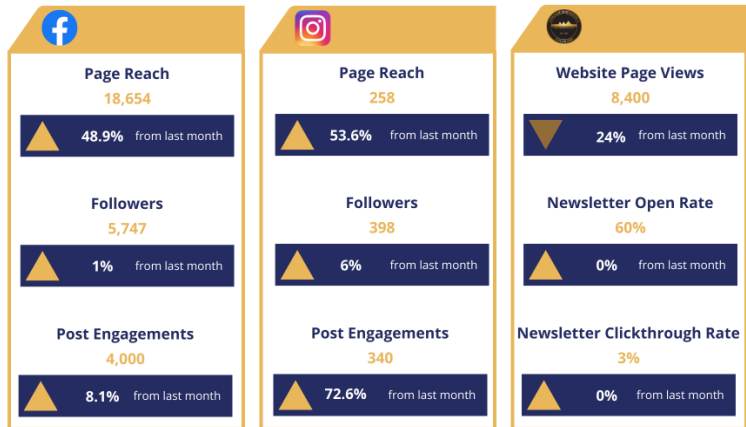 Page Reach
18,654
48.9% from last month
Followers
5,747
1% from last month
Post Engagements
4,000
8.1% from last month
Page Reach
258
53.6% from last month
Followers
398
6% from last month
Post Engagements
340
72.6% from last month
Website Page Views
8,400
24% from last month
Newsletter Open Rate
60%
0% from last month
Newsletter Clickthrough Rate
3%
0% from last month